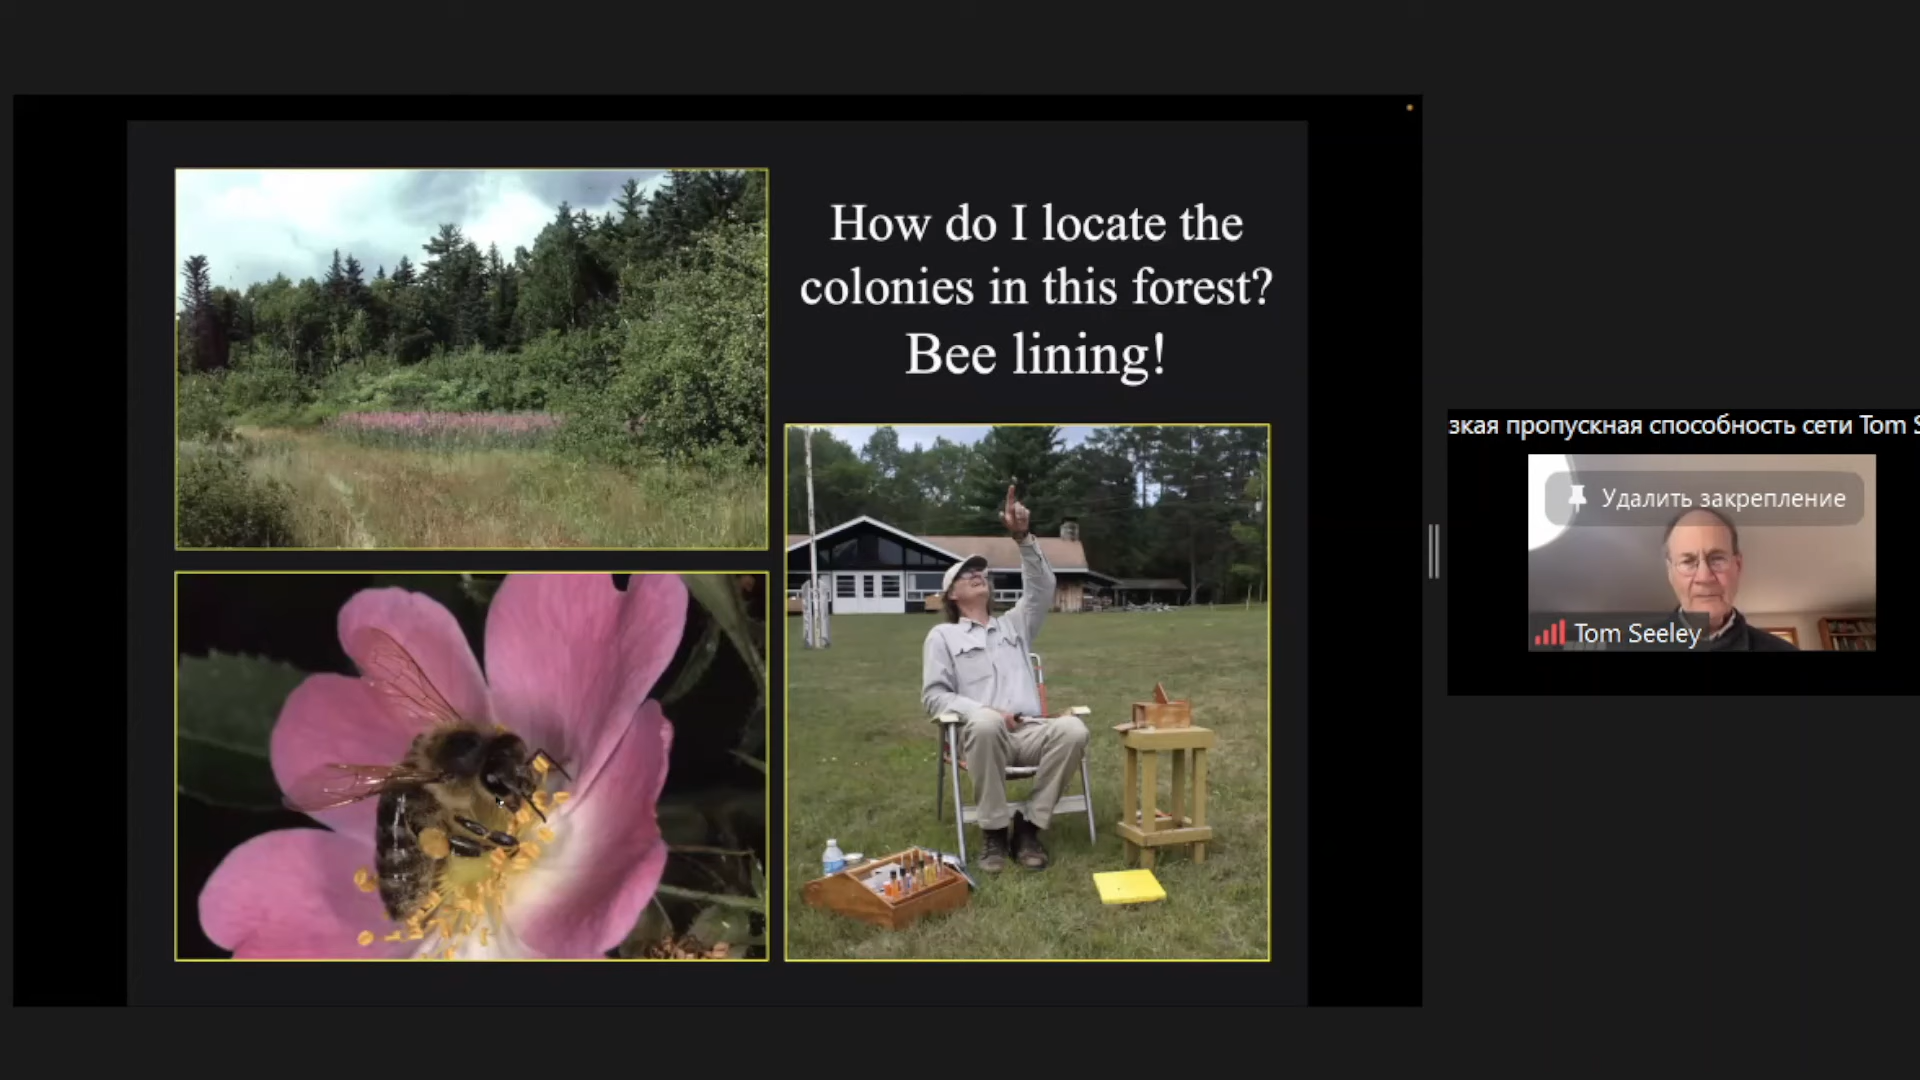 How do I locate the
colonies in this forest?
Bee lining!
зкая пропускная способность сети Tom S
Удалить закрепление
Tom Seeley